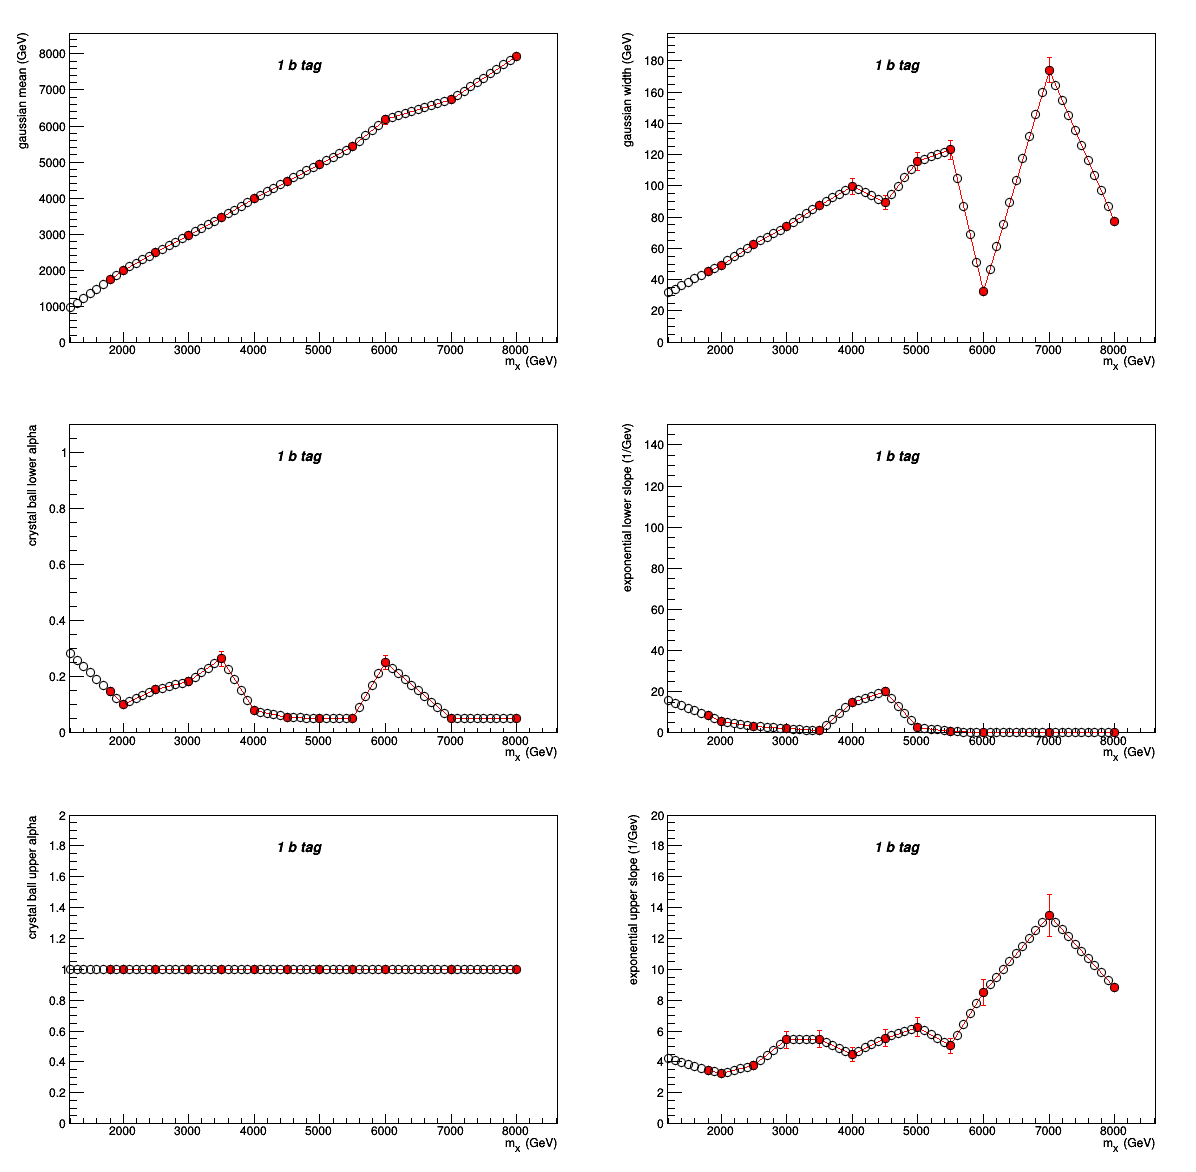 gaussian mean (GeV)
1 b tag
8000
7000
6000
5000
4000
3000
2000
1000
0
2000 3000 4000 5000 6000 7000 8000
m_x (GeV)
gaussian width (GeV)
1 b tag
180
160
140
120
100
80
60
40
20
0
2000 3000 4000 5000 6000 7000 8000
m_x (GeV)
crystal ball lower alpha
1 b tag
1
0.8
0.6
0.4
0.2
0
2000 3000 4000 5000 6000 7000 8000
m_x (GeV)
exponential lower slope (1/Gev)
1 b tag
140
120
100
80
60
40
20
0
2000 3000 4000 5000 6000 7000 8000
m_x (GeV)
crystal ball upper alpha
1 b tag
2
1.8
1.6
1.4
1.2
1
0.8
0.6
0.4
0.2
0
2000 3000 4000 5000 6000 7000 8000
m_x (GeV)
exponential upper slope (1/Gev)
1 b tag
20
18
16
14
12
10
8
6
4
2
0
2000 3000 4000 5000 6000 7000 8000
m_x (GeV)